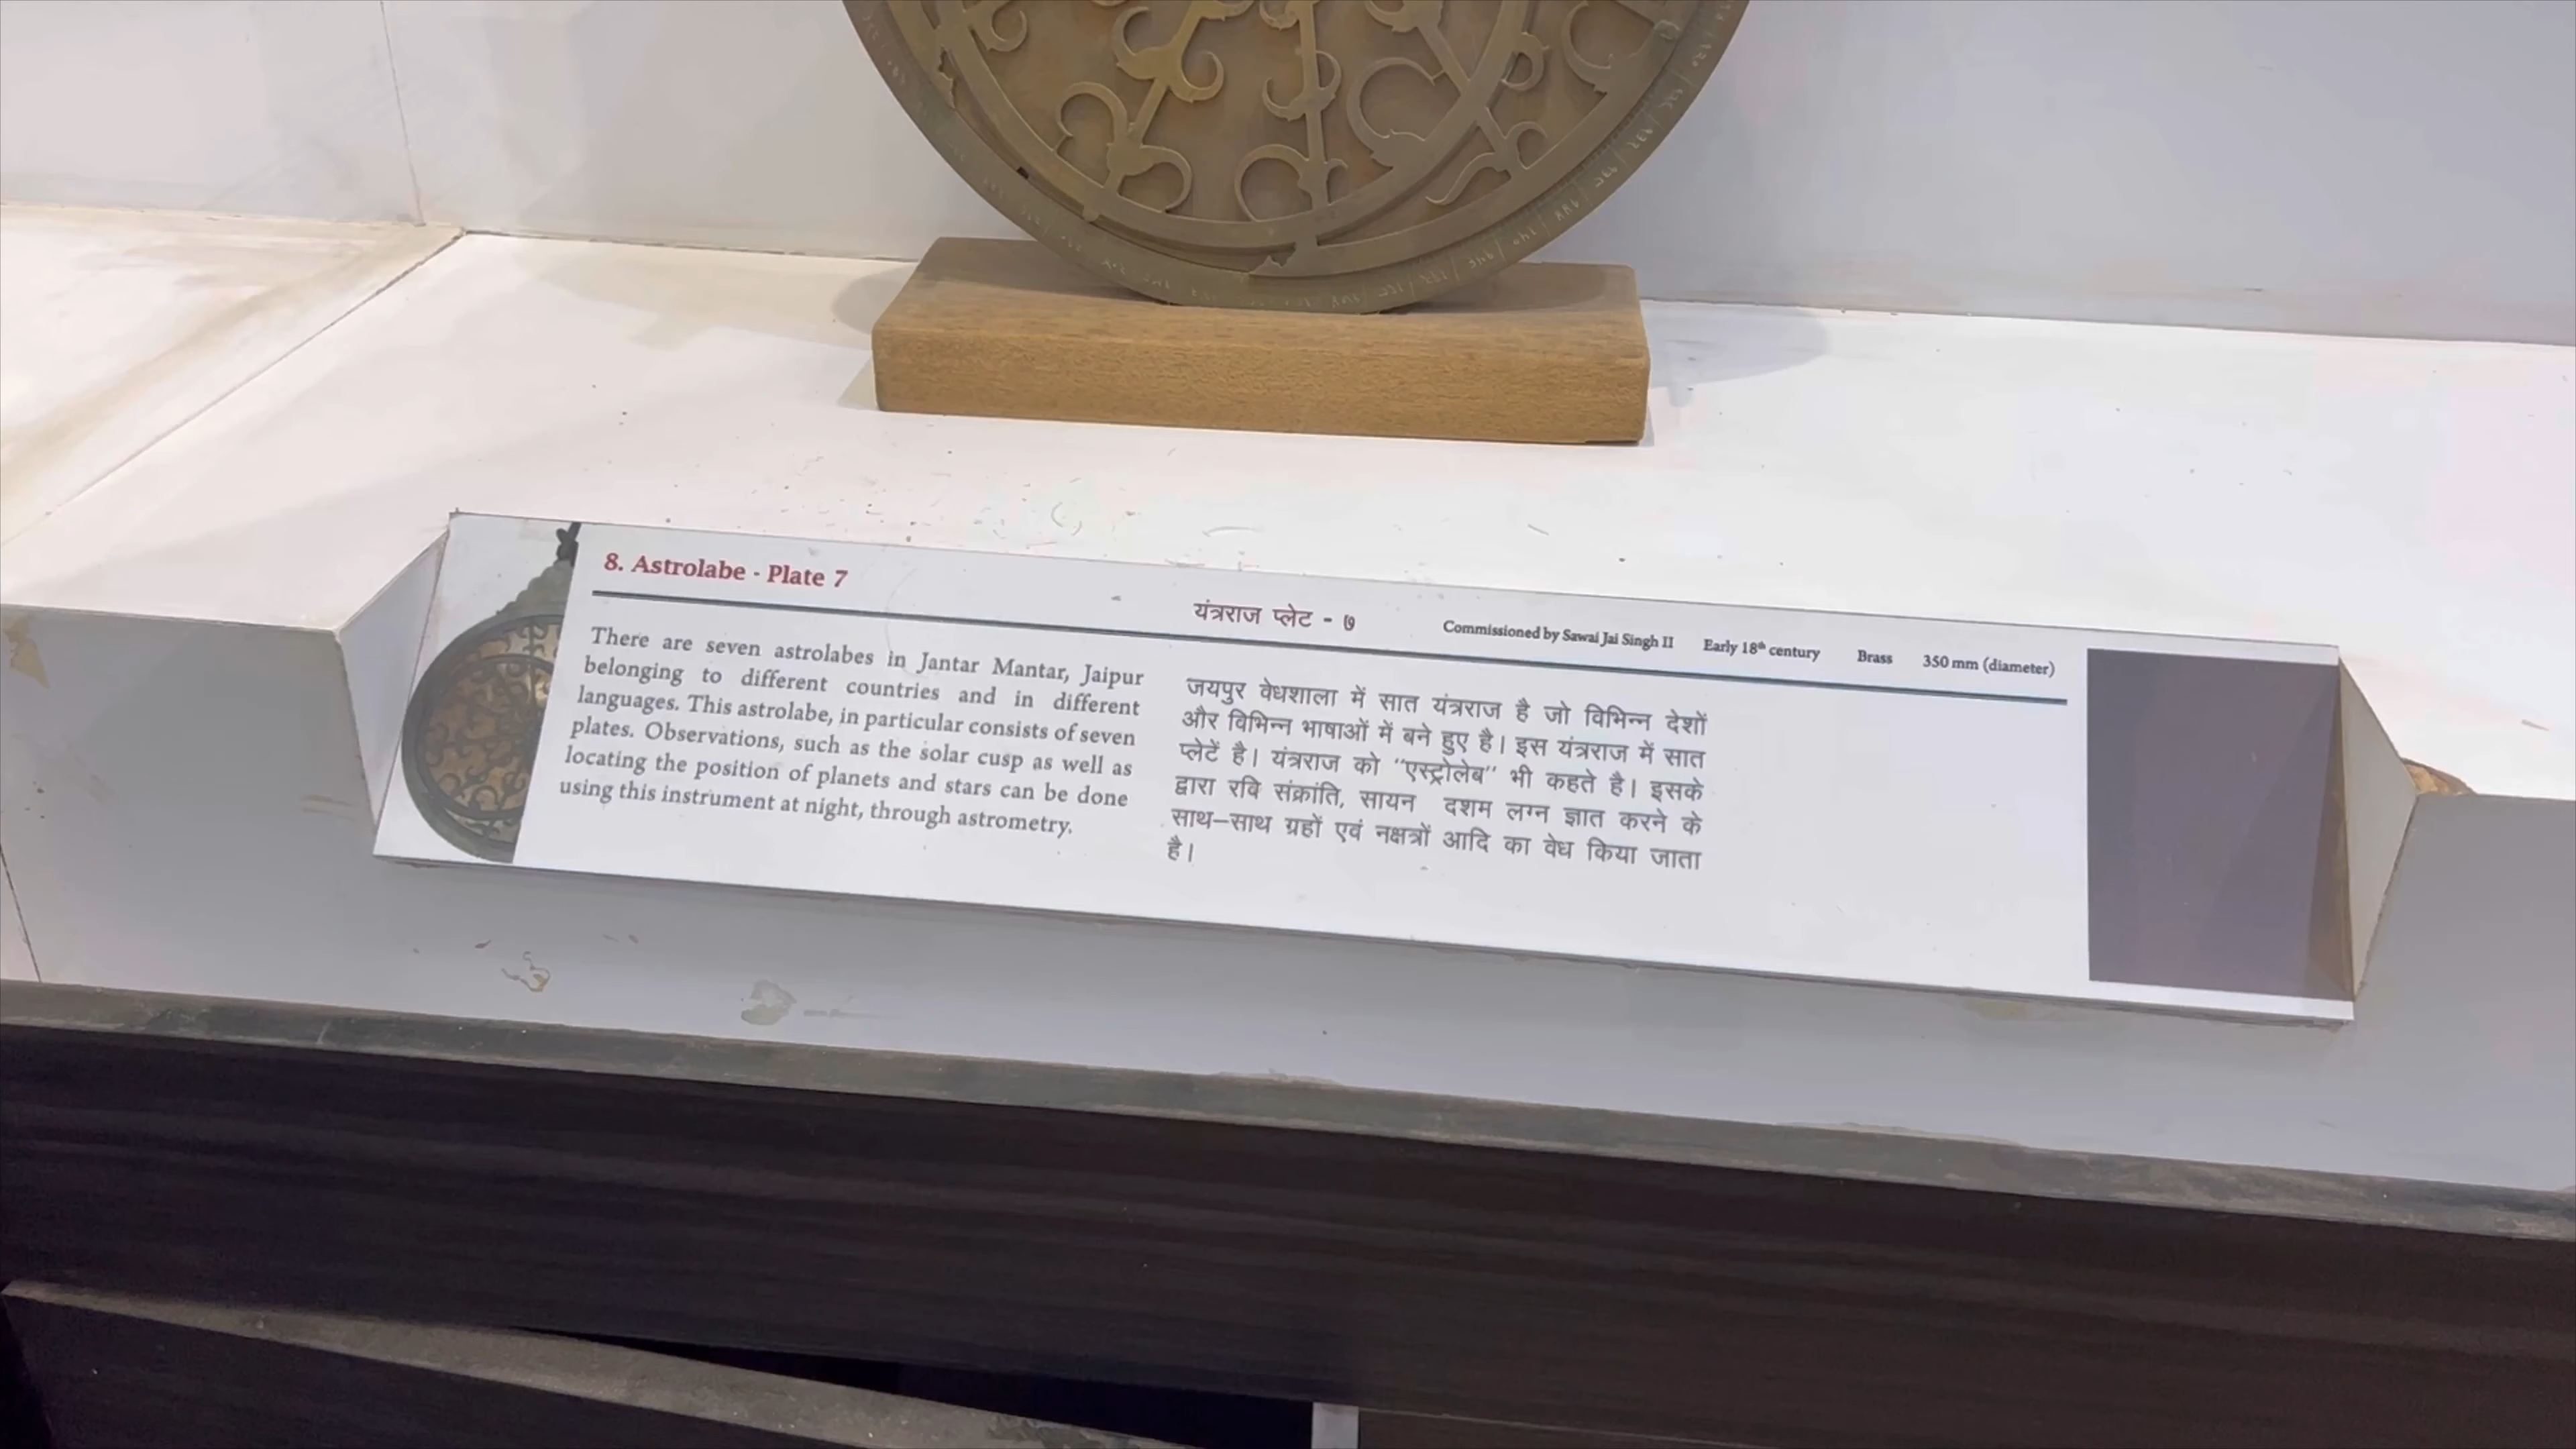 8. Astrolabe - Plate 7
यंत्रराज प्लेट - ७
Commissioned by Sawai Jai Singh II Early 18th century Brass 350 mm (diameter)
There are seven astrolabes in Jantar Mantar, Jaipur
belonging to different countries and in different
languages. This astrolabe, in particular consists of seven
plates. Observations, such as the solar cusp as well as
locating the position of planets and stars can be done
using this instrument at night, through astrometry.
जयपुर वेधशाला में सात यंत्रराज है जो विभिन्न देशों
और विभिन्न भाषाओं में बने हुए है। इस यंत्रराज में सात
प्लेटें है। यंत्रराज को "एस्ट्रोलेब" भी कहते है। इसके
द्वारा रवि संक्रांति, सायन दशम लग्न ज्ञात करने के
साथ–साथ ग्रहों एवं नक्षत्रों आदि का वेध किया जाता
है।